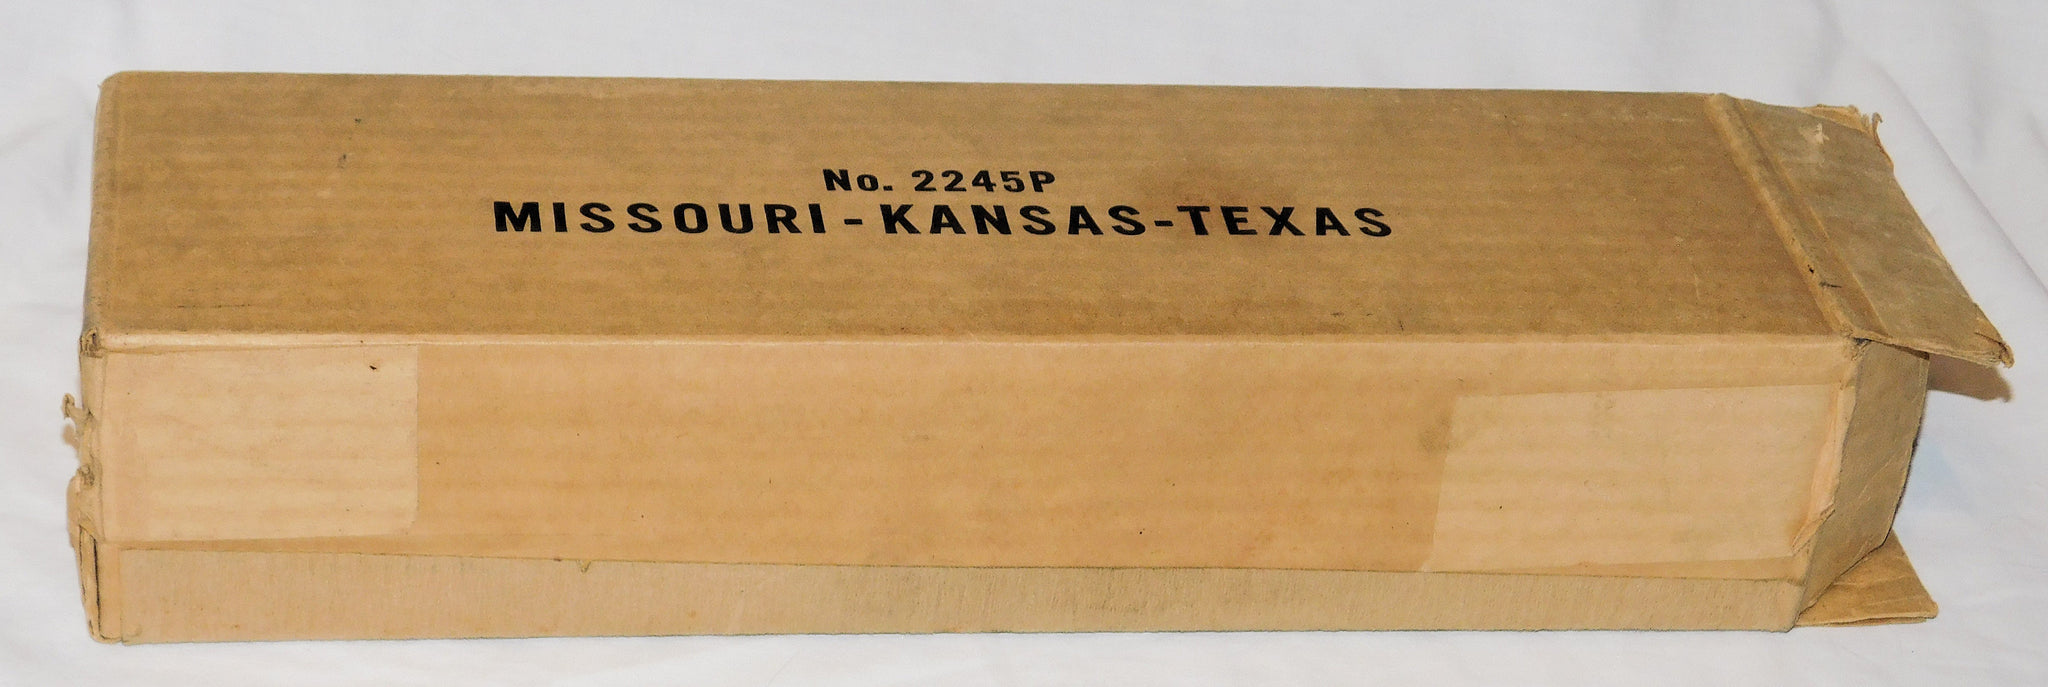 No. 2245P
MISSOURI-KANSAS-TEXAS